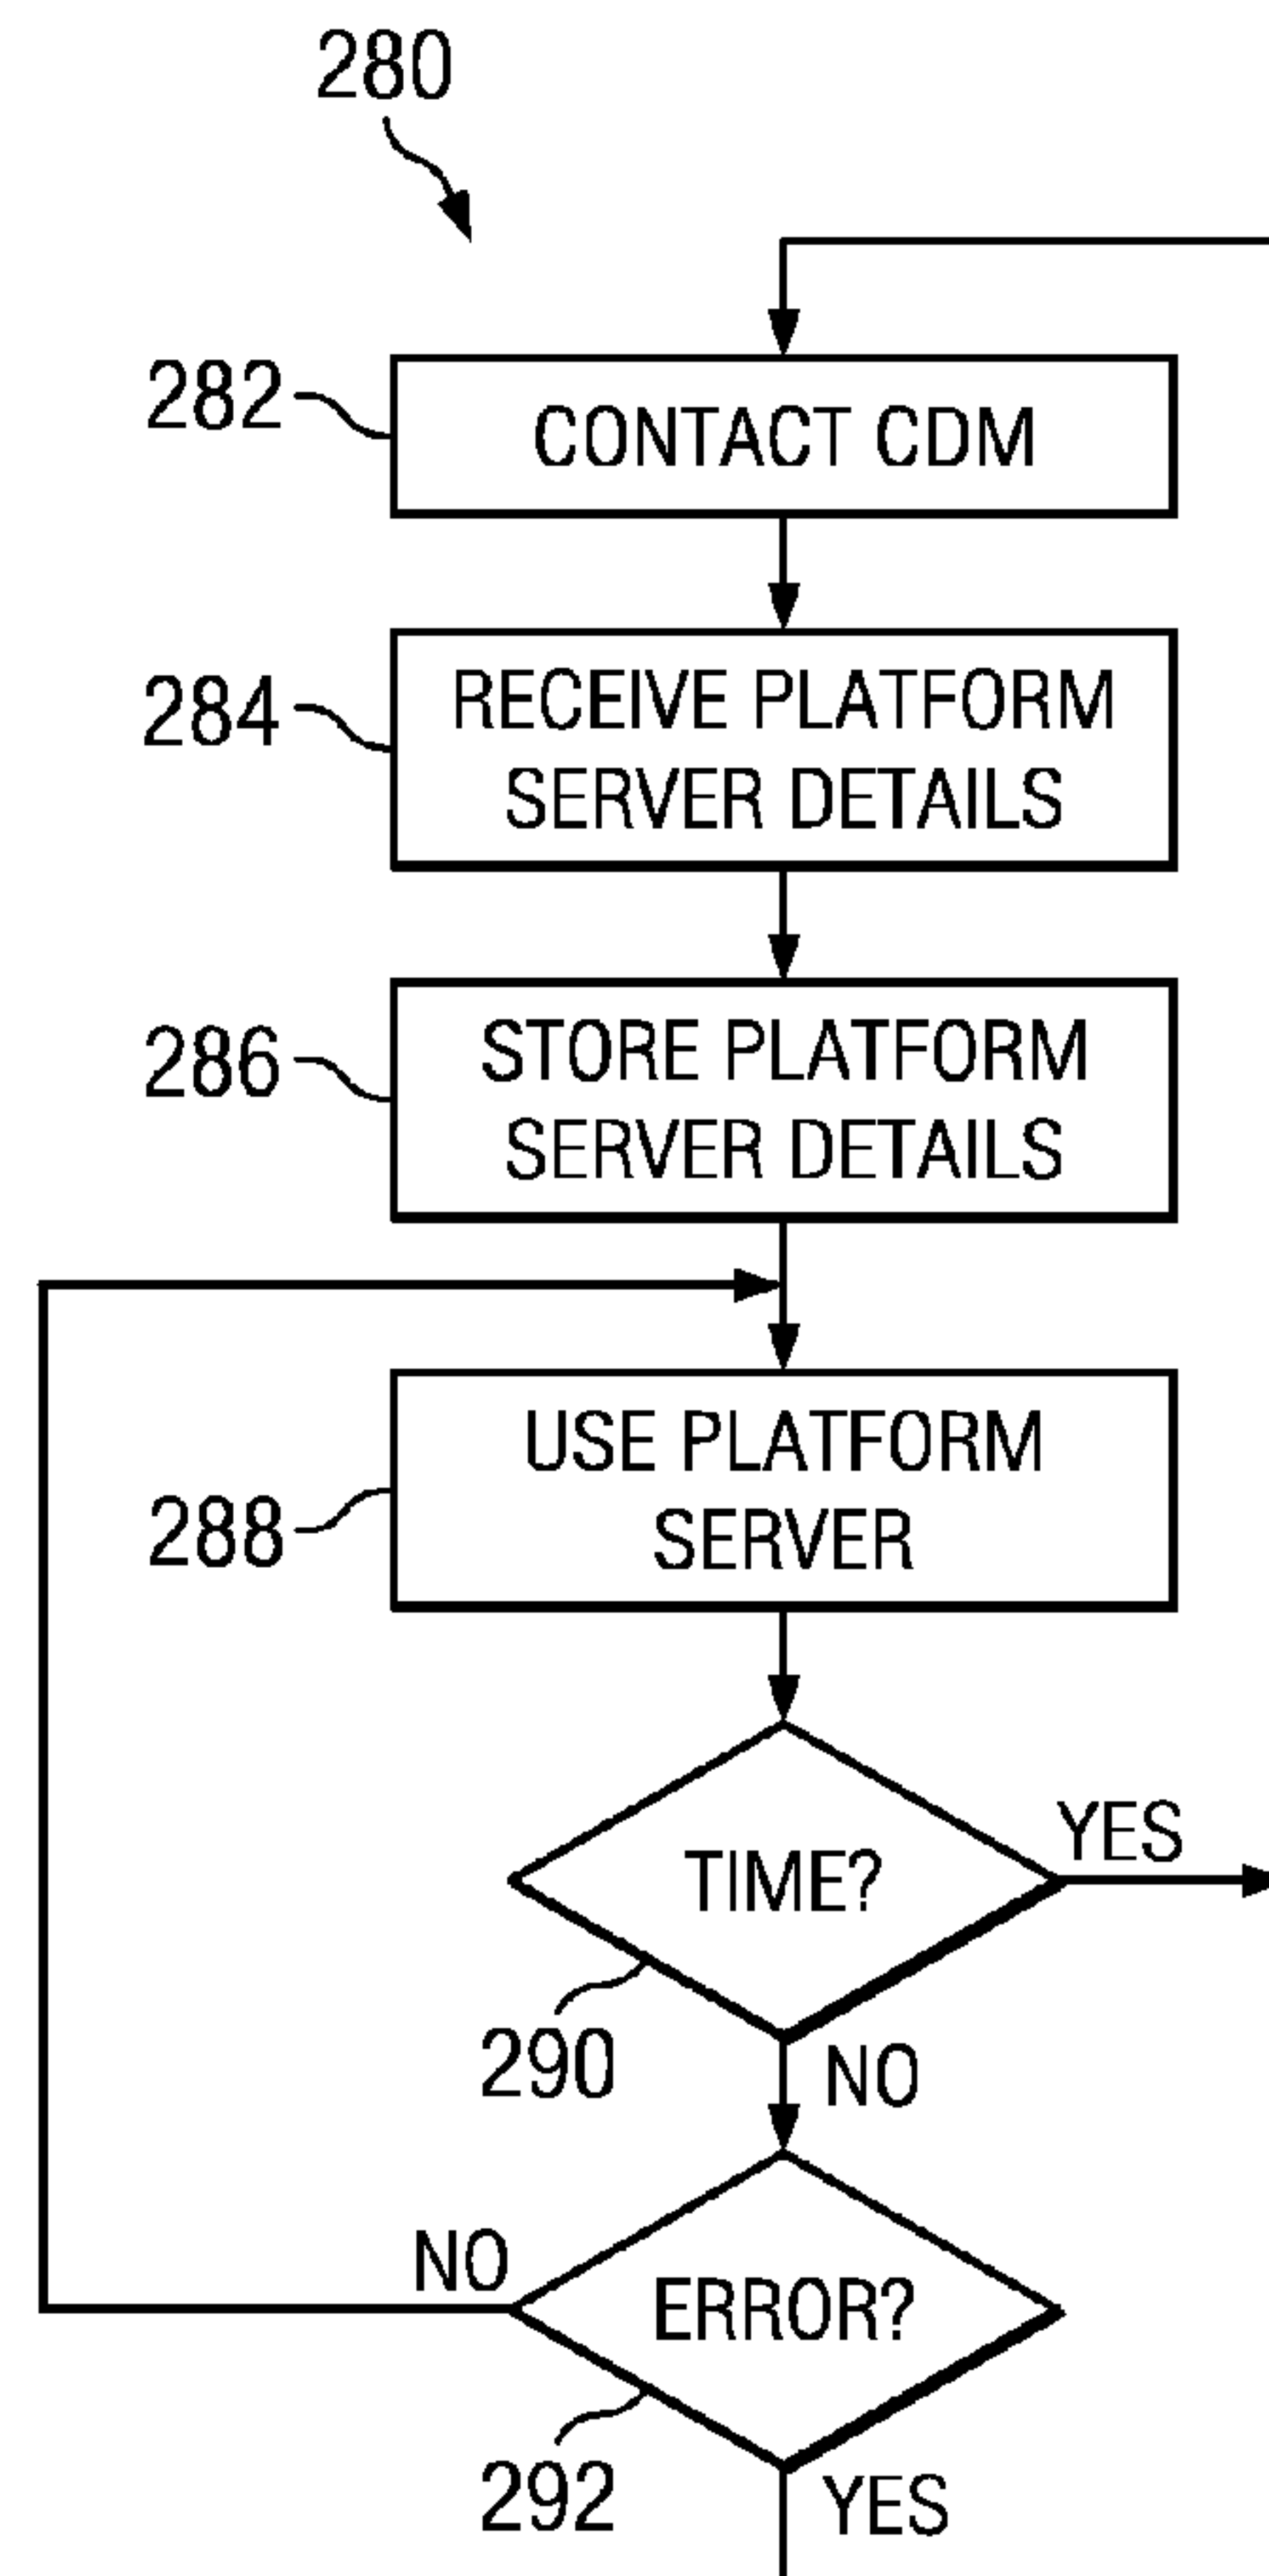 280
282
CONTACT CDM
284
RECEIVE PLATFORM
SERVER DETAILS
286
STORE PLATFORM
SERVER DETAILS
288
USE PLATFORM
SERVER
TIME?
YES
290
NO
NO
ERROR?
292
YES